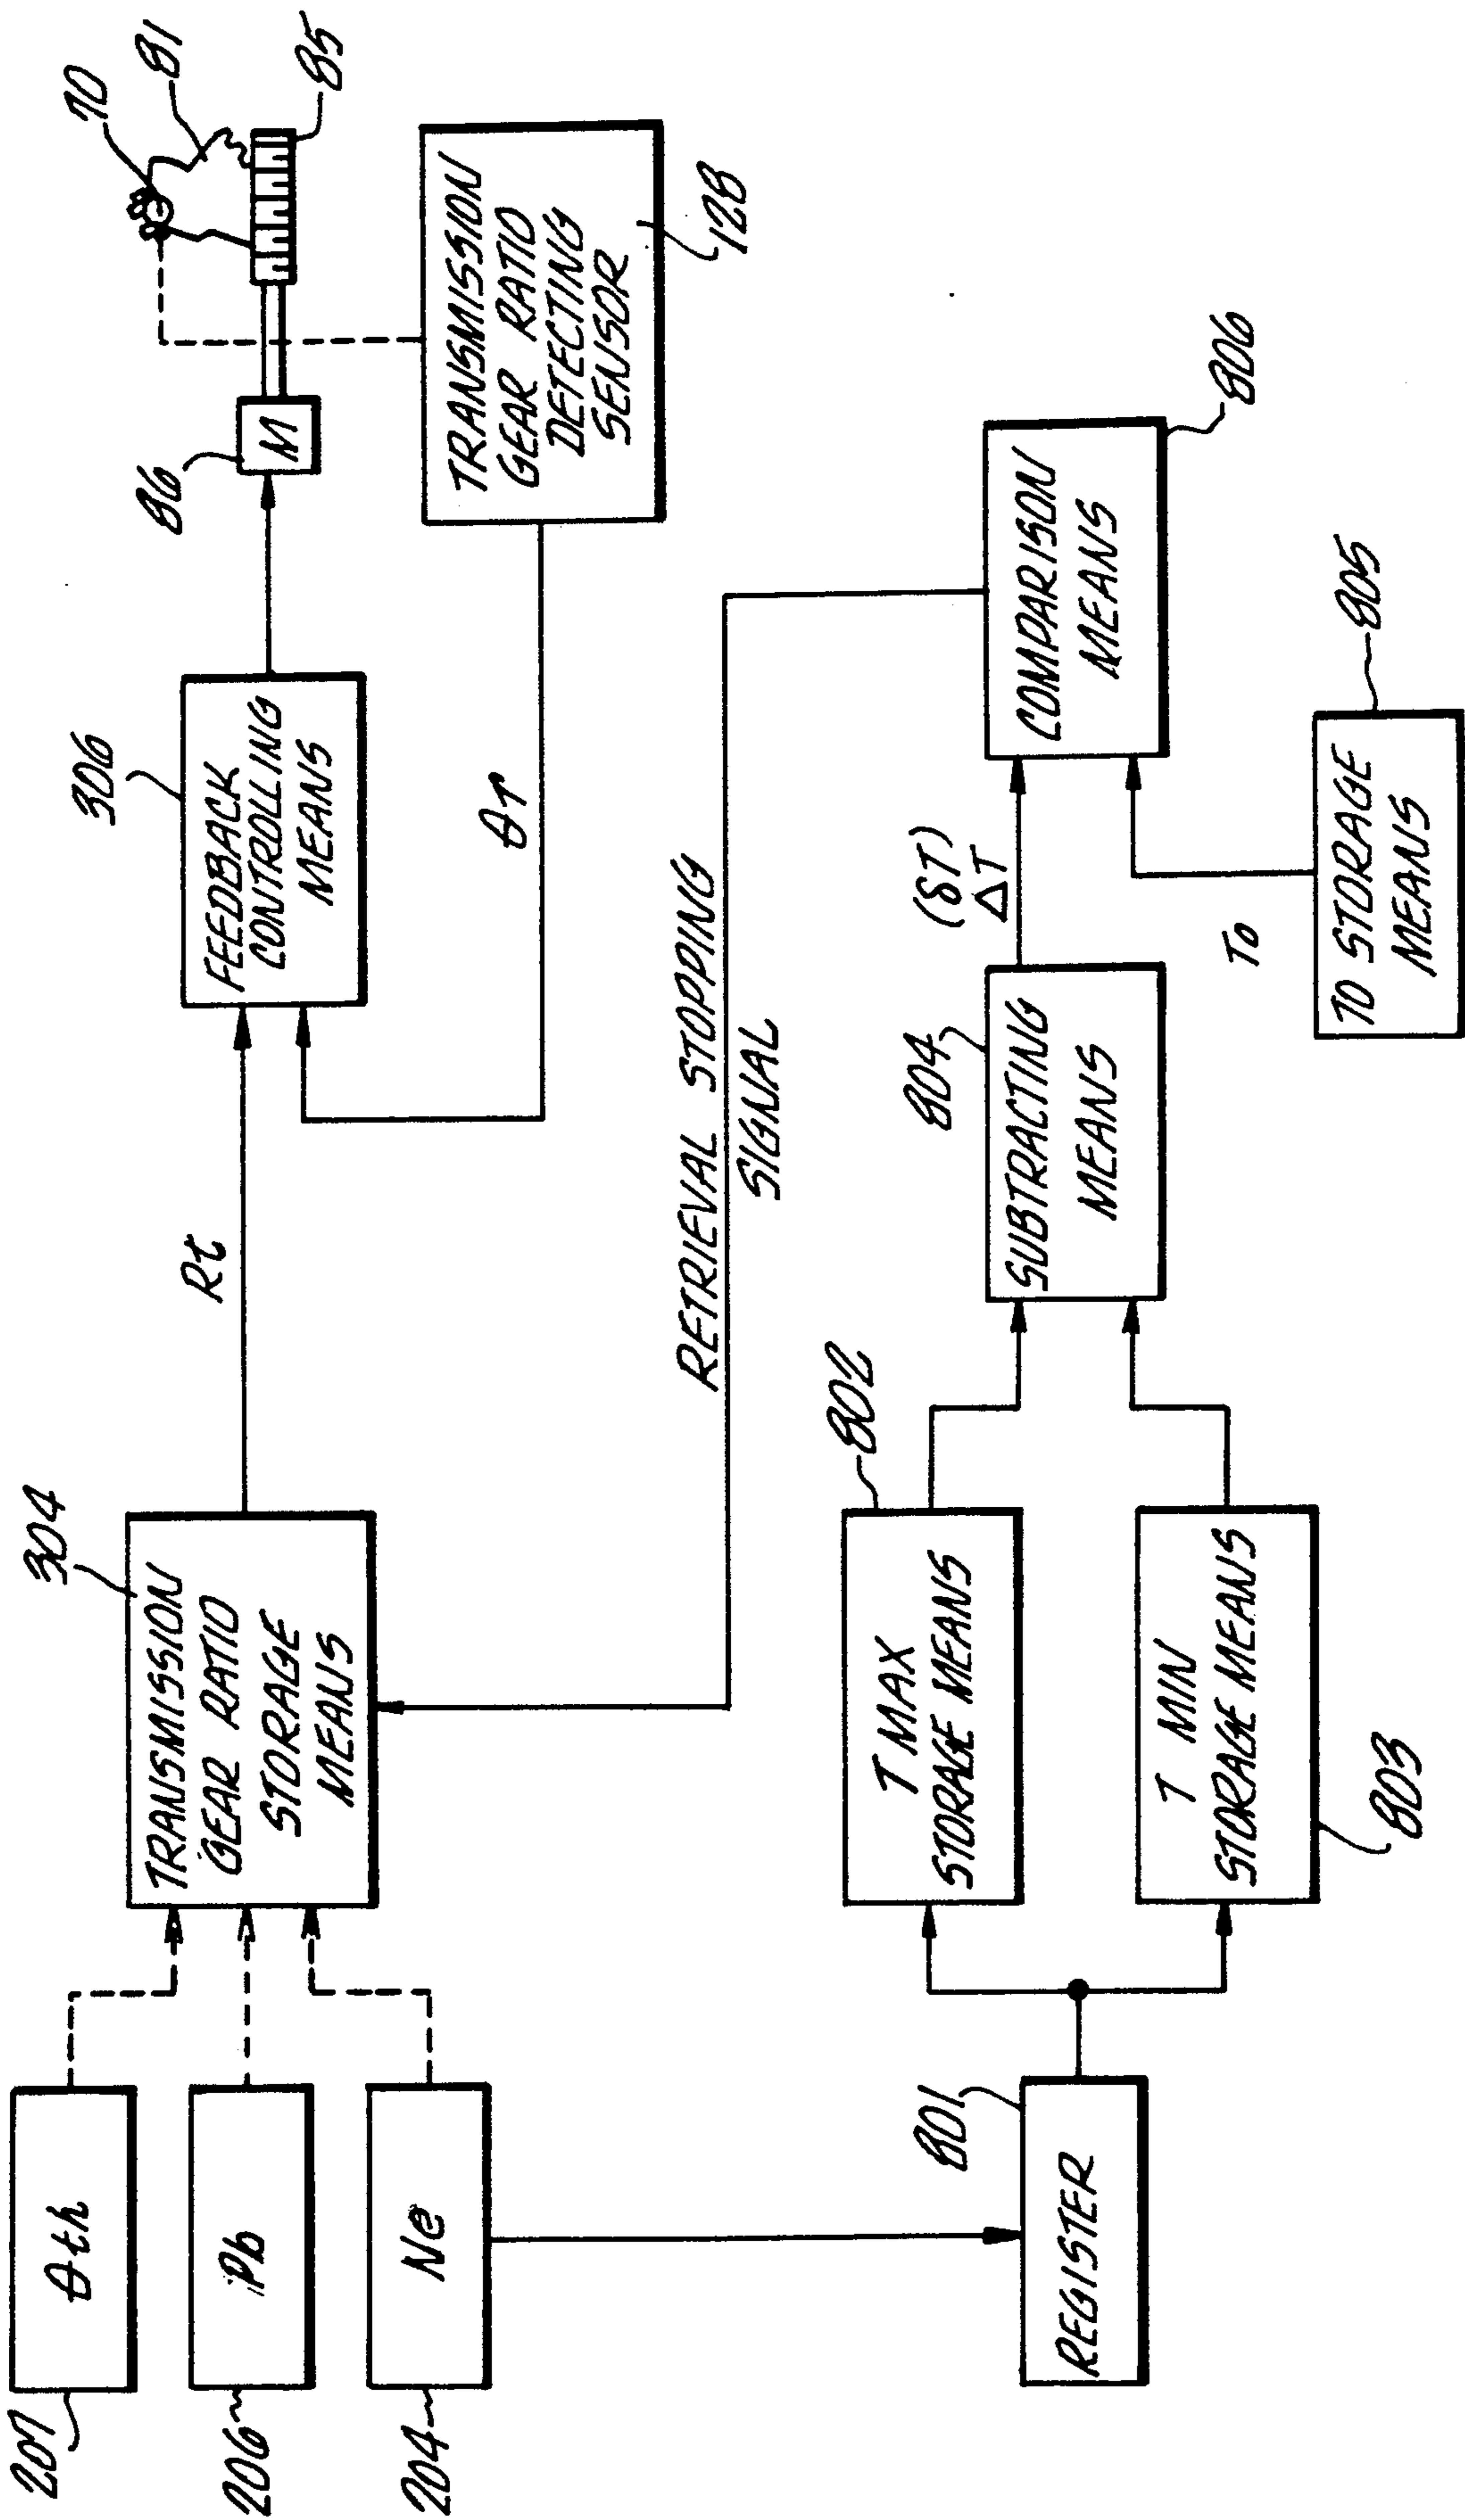 201
θth
206
Pb
204
Ne
304
TRANSMISSION
GEAR RATIO
STORAGE
MEANS
Rt
306
FEEDBACK
CONTROLLING
MEANS
86
M
70
81
85
TRANSMISSION
GEAR RATIO
DETECTING
SENSOR
128
RETRIEVAL STOPPING
SIGNAL
801
REGISTER
802
T MAX
STORAGE MEANS
T MIN
STORAGE MEANS
803
804
SUBTRACTING
MEANS
(δT)
ΔT
TO
COMPARISON
MEANS
806
TO STORAGE
MEANS
805